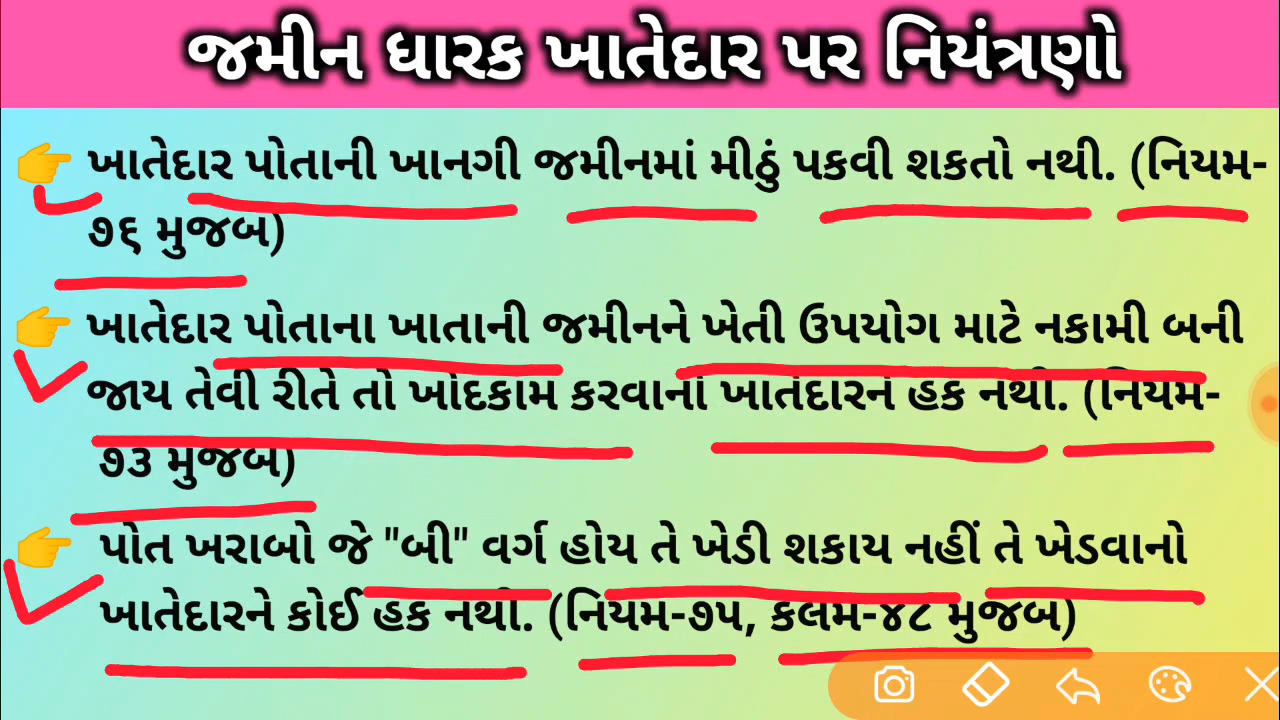 જમીન ધારક ખાતેદાર પર નિયંત્રણો
ખાતેદાર પોતાની ખાનગી જમીનમાં મીઠું પકવી શકતો નથી. (નિયમ-
૭૬ મુજબ)
ખાતેદાર પોતાના ખાતાની જમીનને ખેતી ઉપયોગ માટે નકામી બની
જાય તેવી રીતે તો ખોદકામ કરવાનો ખાતેદારને હક નથી. (નિયમ-
૭૩ મુજબ)
પોત ખરાબો જે "બી" વર્ગ હોય તે ખેડી શકાય નહીં તે ખેડવાનો
ખાતેદારને કોઈ હક નથી. (નિયમ-૭૫, કલમ-૪૮ મુજબ)